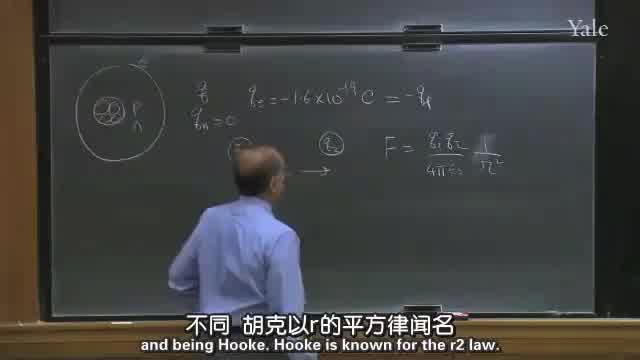 Yale
q
q_e = -1.6 × 10^-19 C = -q_p
q_n = 0
P
n
q_2
F = q_1 q_2 / 4πε_0 1 / r^2
不同 胡克以r的平方律闻名
and being Hooke. Hooke is known for the r2 law.